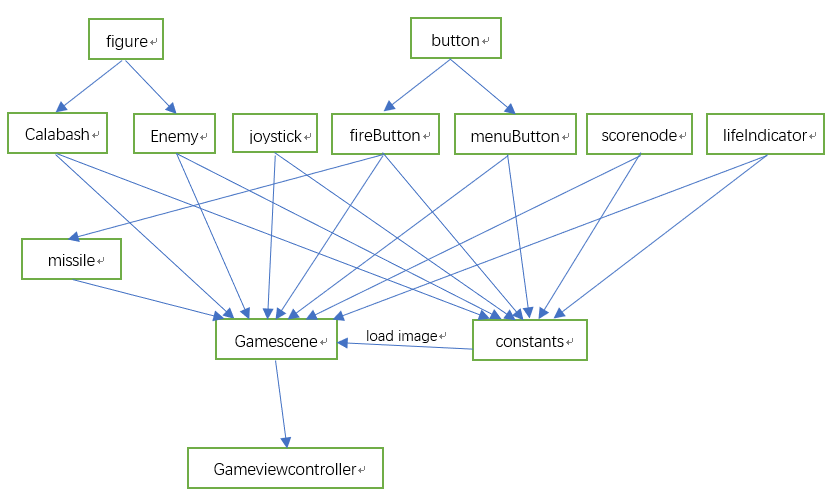 figure
button
Calabash
Enemy
joystick
fireButton
menuButton
scorenode
lifeIndicator
missile
Gamescene
load image
constants
Gameviewcontroller